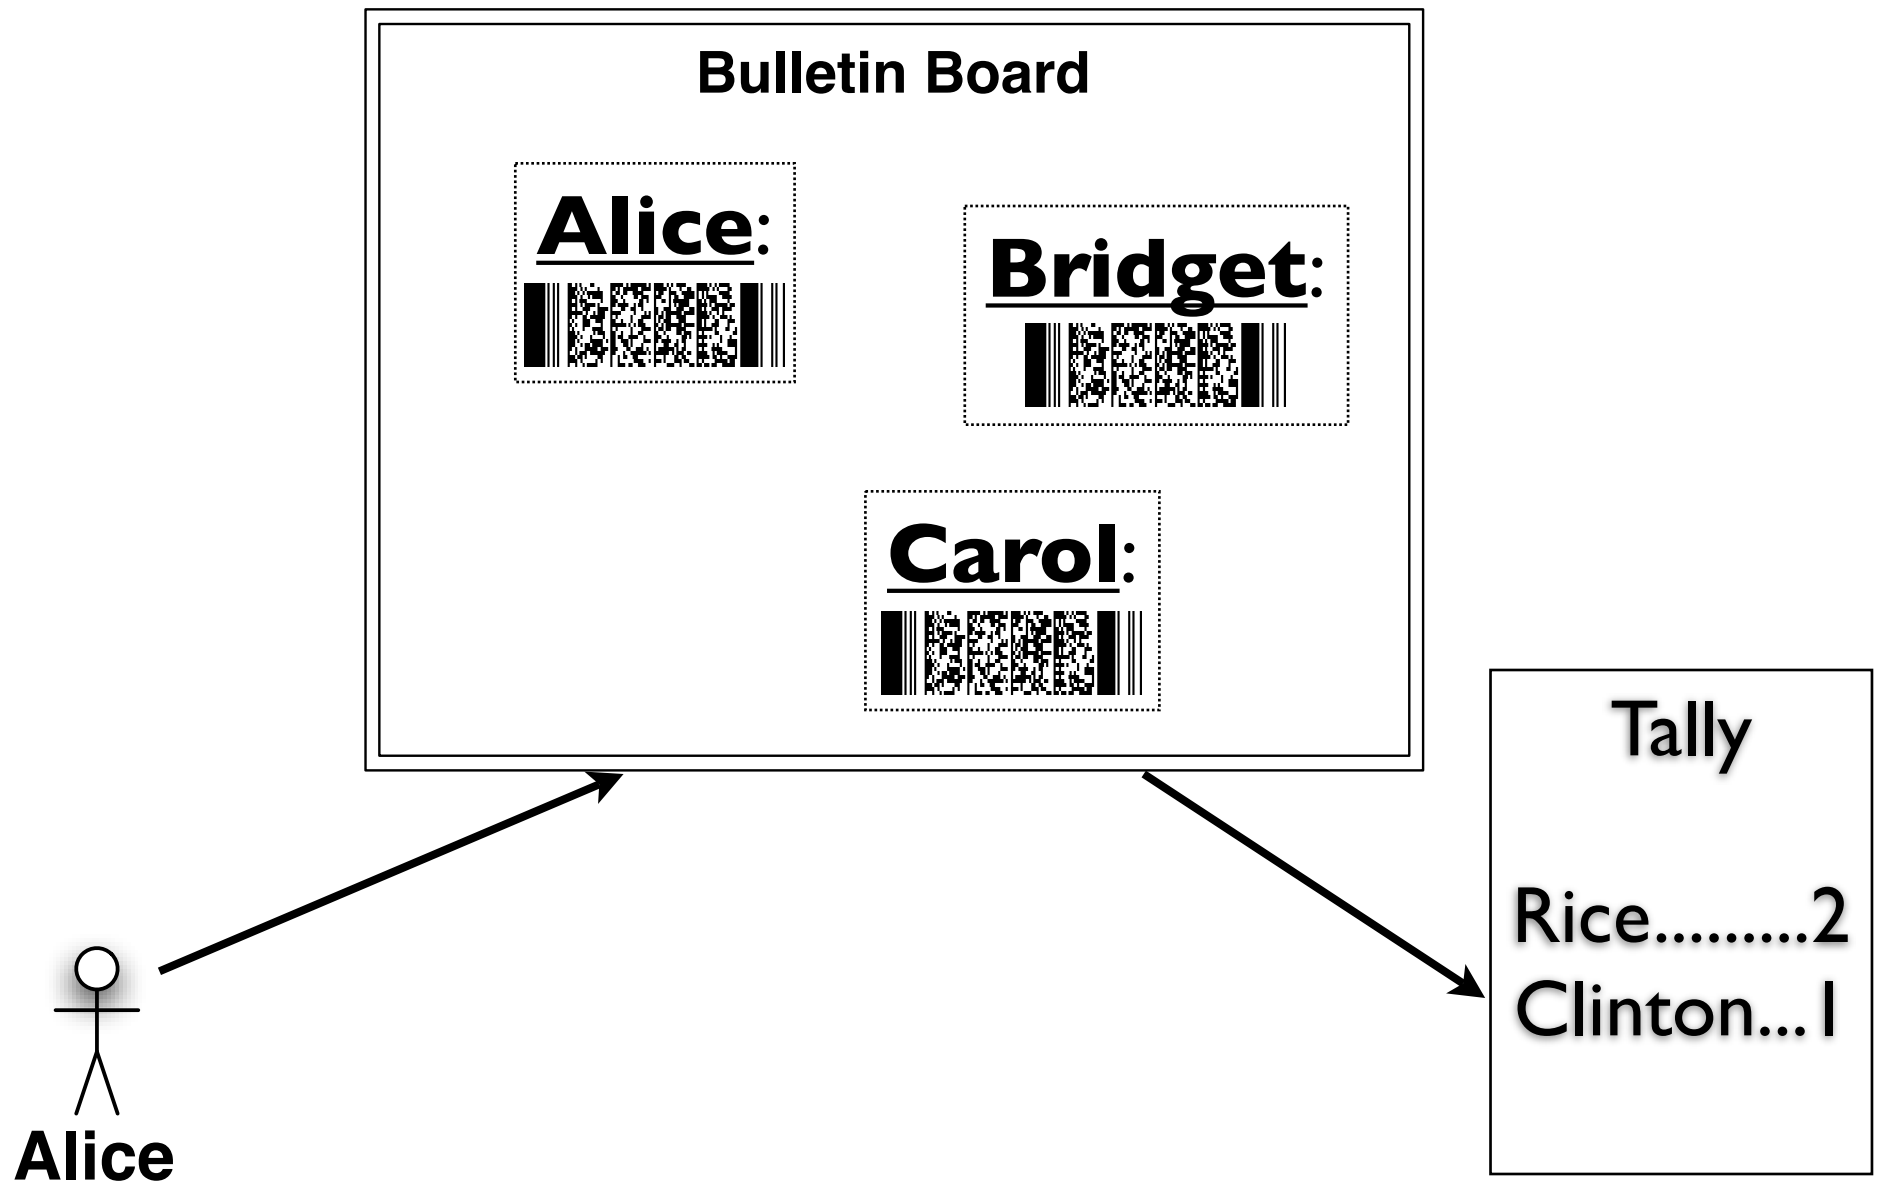 Bulletin Board
Alice:
Bridget:
Carol:
Tally
Rice.........2
Clinton...1
Alice